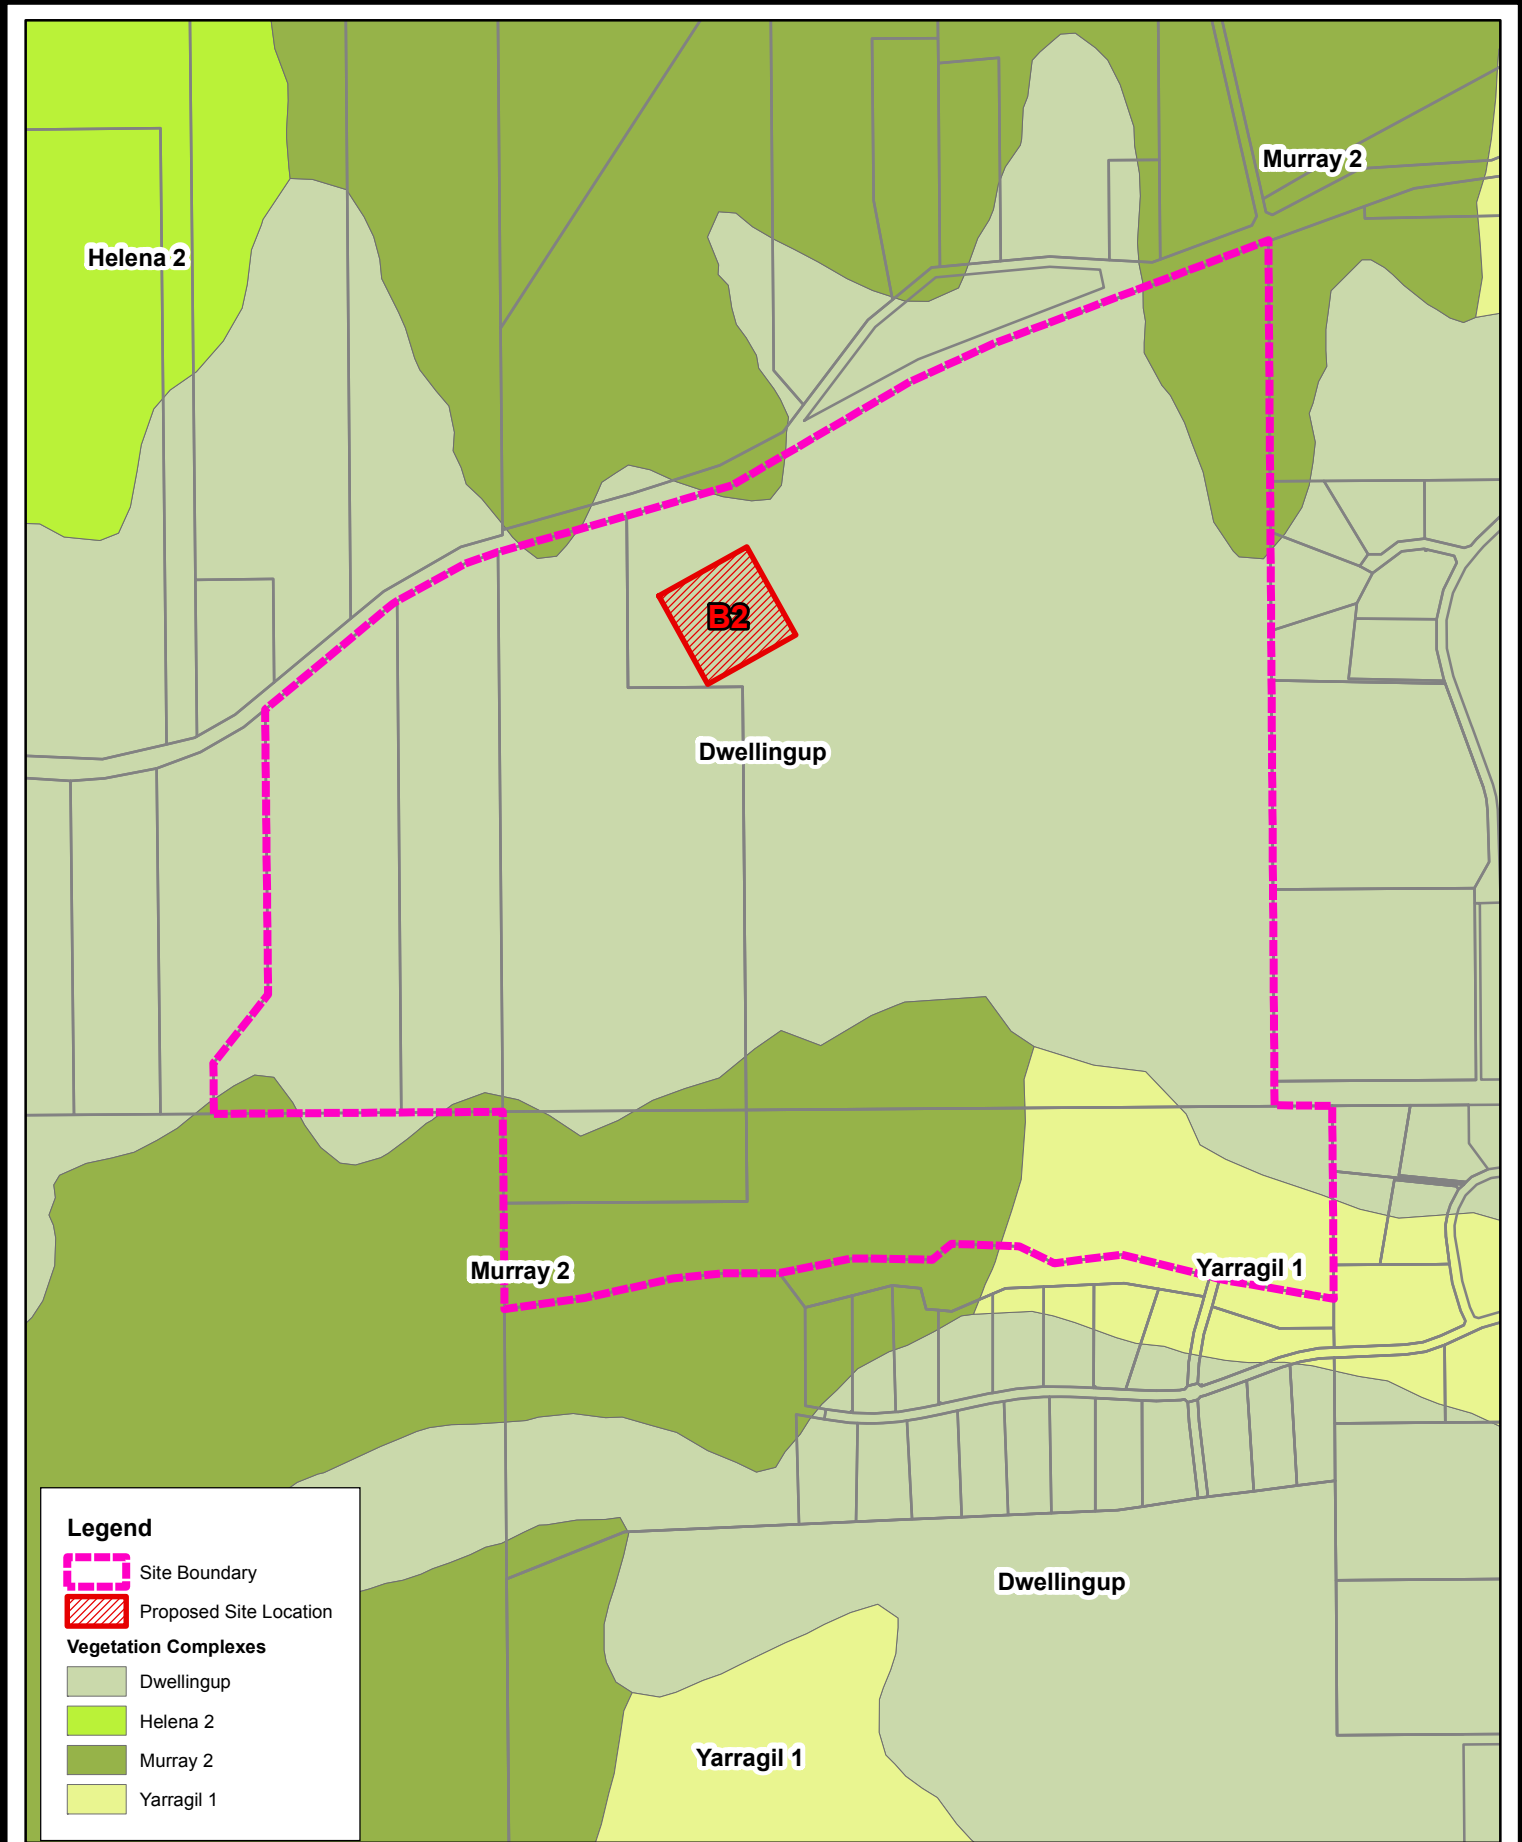 Murray 2
Helena 2
B2
Dwellingup
Murray 2
Yarragil 1
Dwellingup
Yarragil 1
Legend
Site Boundary
Proposed Site Location
Vegetation Complexes
Dwellingup
Helena 2
Murray 2
Yarragil 1